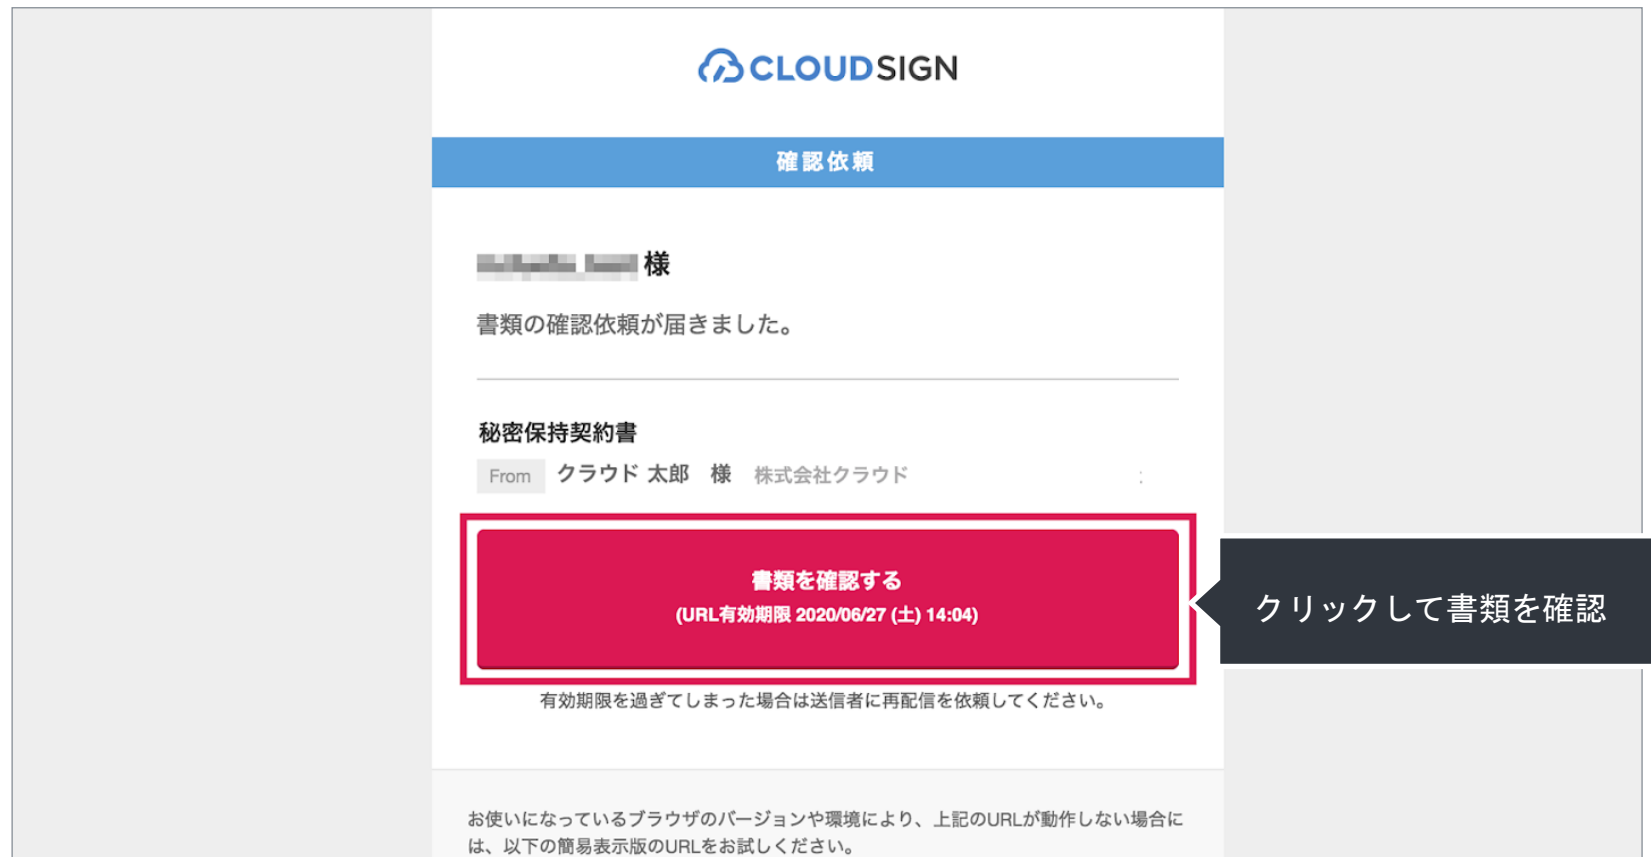 CLOUDSIGN
確認依頼
様
書類の確認依頼が届きました。
秘密保持契約書
From クラウド 太郎 様 株式会社クラウド :
書類を確認する
(URL有効期限 2020/06/27 (土) 14:04)
クリックして書類を確認
有効期限を過ぎてしまった場合は送信者に再配信を依頼してください。
お使いになっているブラウザのバージョンや環境により、上記のURLが動作しない場合に
は、以下の簡易表示版のURLをお試しください。